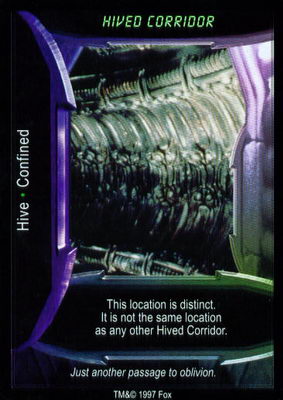 HIVED CORRIDOR
Hive • Confined
This location is distinct.
It is not the same location
as any other Hived Corridor.
Just another passage to oblivion.
TM&© 1997 Fox